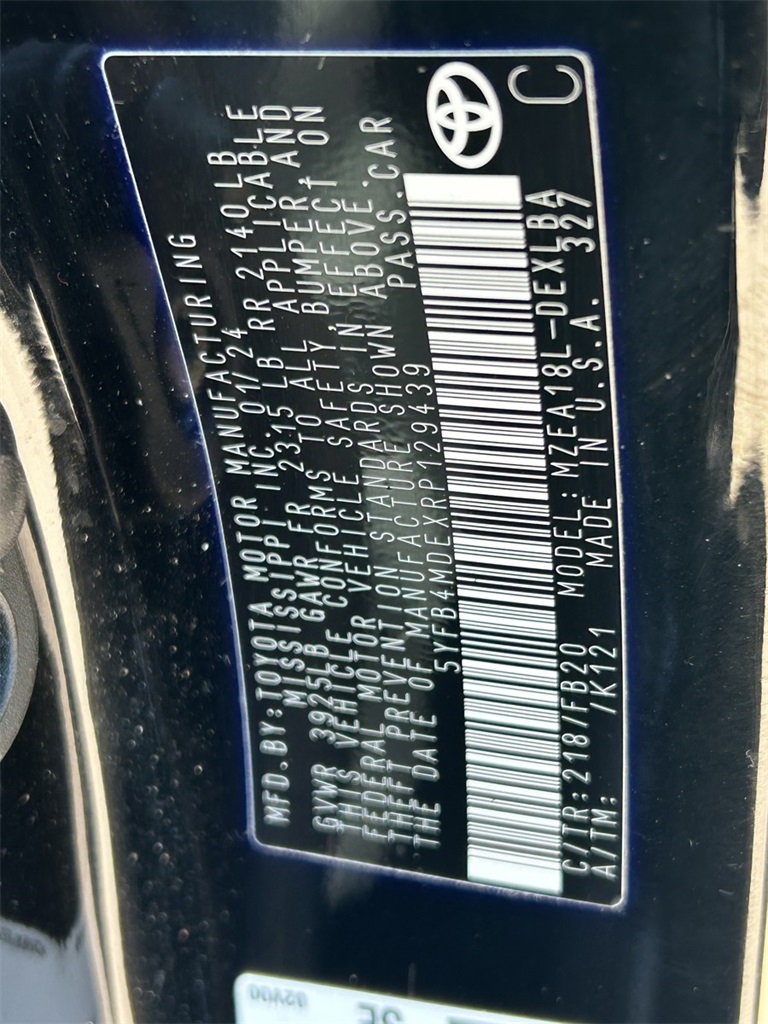 MFD.BY:TOYOTA MOTOR MANUFACTURING
MISSISSIPPI INC. 01/24
GVWR 3925LB GAWR FR 2315 LB RR 2140LB
THIS VEHICLE CONFORMS TO ALL APPLICABLE
FEDERAL MOTOR VEHICLE SAFETY,BUMPER,AND
THEFT PREVENTION STANDARDS IN EFFECT ON
THE DATE OF MANUFACTURE SHOWN ABOVE.
5YFB4MDEXRP129439 PASS.CAR
C/TR:218/FB20 MODEL:MZEA18L-DEXLBA
A/TM: /K121 MADE IN U.S.A. 327
C